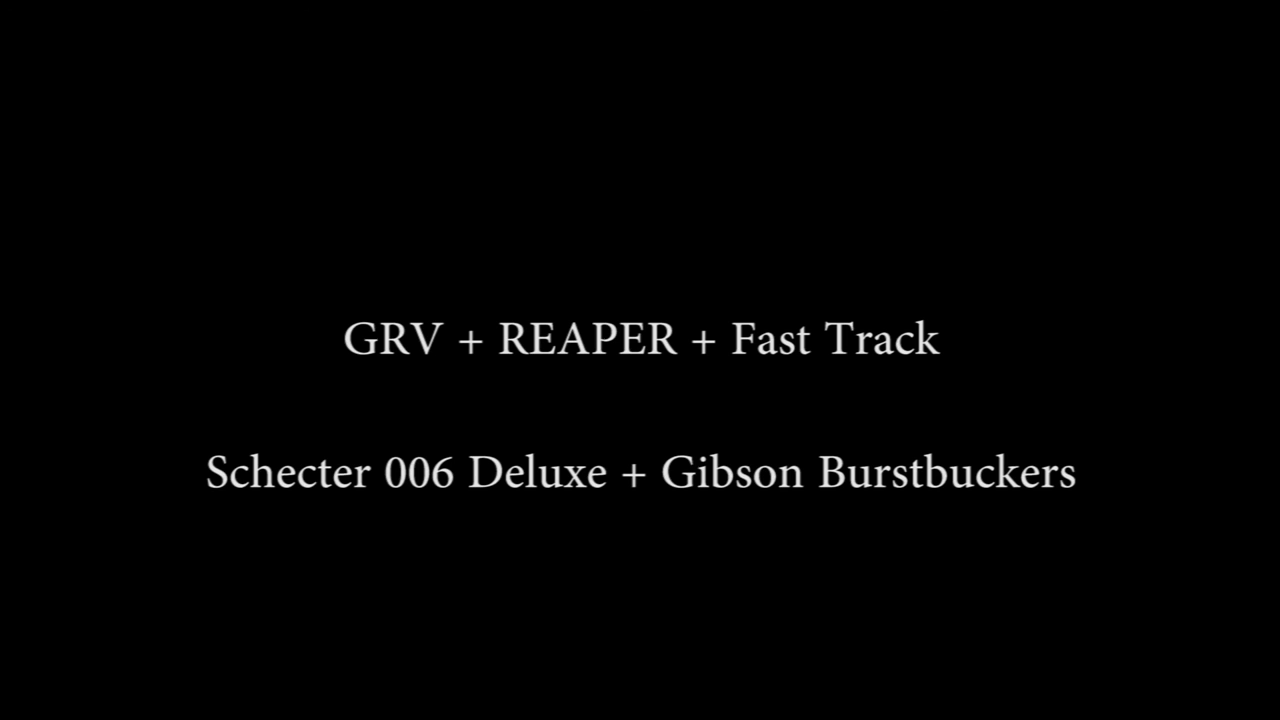 GRV + REAPER + Fast Track
Schecter 006 Deluxe + Gibson Burstbuckers